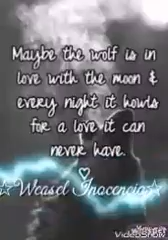 Maybe the wolf is in
love with the moon &
every night it howls
for a love it can
never have.
☆Weasel Inocencia☆
VideoShow